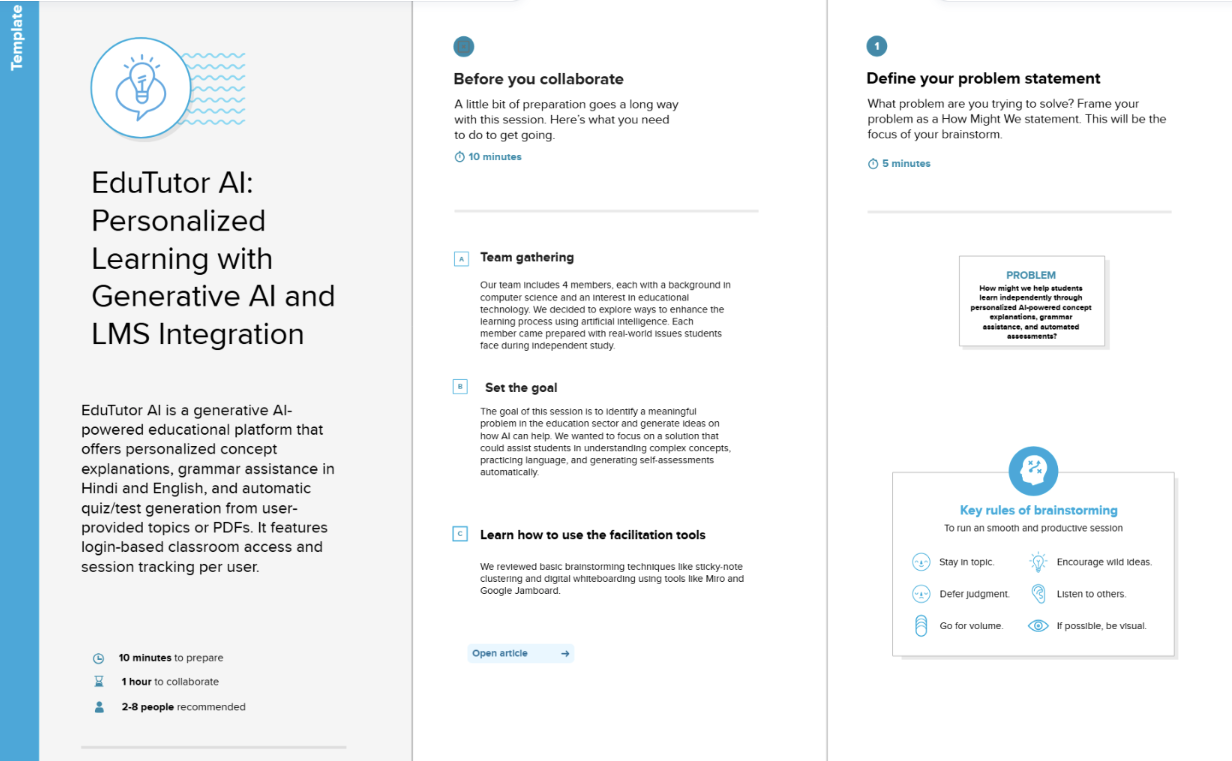 Template
EduTutor AI:
Personalized
Learning with
Generative AI and
LMS Integration
EduTutor AI is a generative AI-
powered educational platform that
offers personalized concept
explanations, grammar assistance in
Hindi and English, and automatic
quiz/test generation from user-
provided topics or PDFs. It features
login-based classroom access and
session tracking per user.
10 minutes to prepare
1 hour to collaborate
2-8 people recommended
Before you collaborate
A little bit of preparation goes a long way
with this session. Here's what you need
to do to get going.
10 minutes
A
Team gathering
Our team includes 4 members, each with a background in
computer science and an interest in educational
technology. We decided to explore ways to enhance the
learning process using artificial intelligence. Each
member came prepared with real-world issues students
face during independent study.
B
Set the goal
The goal of this session is to identify a meaningful
problem in the education sector and generate ideas on
how AI can help. We wanted to focus on a solution that
could assist students in understanding complex concepts,
practicing language, and generating self-assessments
automatically.
C
Learn how to use the facilitation tools
We reviewed basic brainstorming techniques like sticky-note
clustering and digital whiteboarding using tools like Miro and
Google Jamboard.
Open article
1
Define your problem statement
What problem are you trying to solve? Frame your
problem as a How Might We statement. This will be the
focus of your brainstorm.
5 minutes
PROBLEM
How might we help students
learn independently through
personalized AI-powered concept
explanations, grammar
assistance, and automated
assessments?
Key rules of brainstorming
To run an smooth and productive session
Stay in topic.
Encourage wild ideas.
Defer judgment.
Listen to others.
Go for volume.
If possible, be visual.